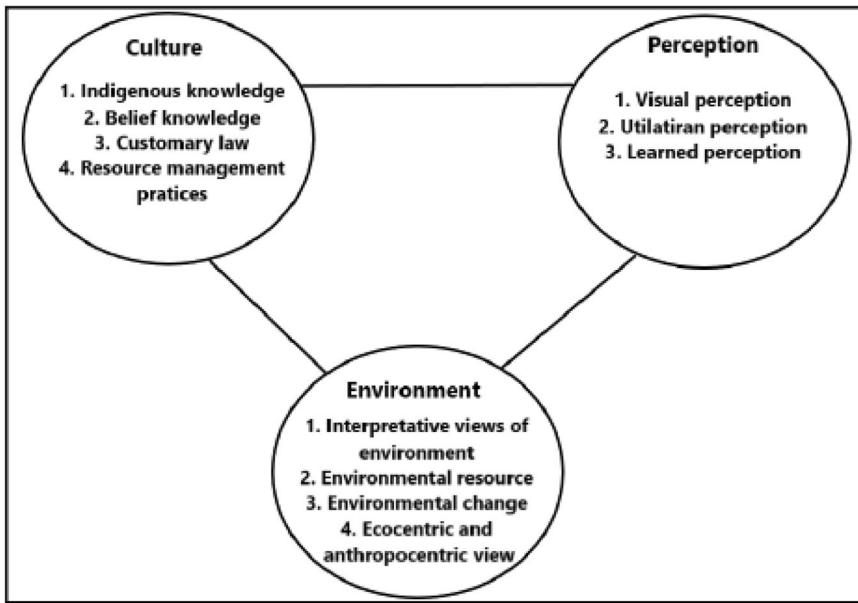 Culture
1. Indigenous knowledge
2. Belief knowledge
3. Customary law
4. Resource management
pratices
Perception
1. Visual perception
2. Utilatiran perception
3. Learned perception
Environment
1. Interpretative views of
environment
2. Environmental resource
3. Environmental change
4. Ecocentric and
anthropocentric view